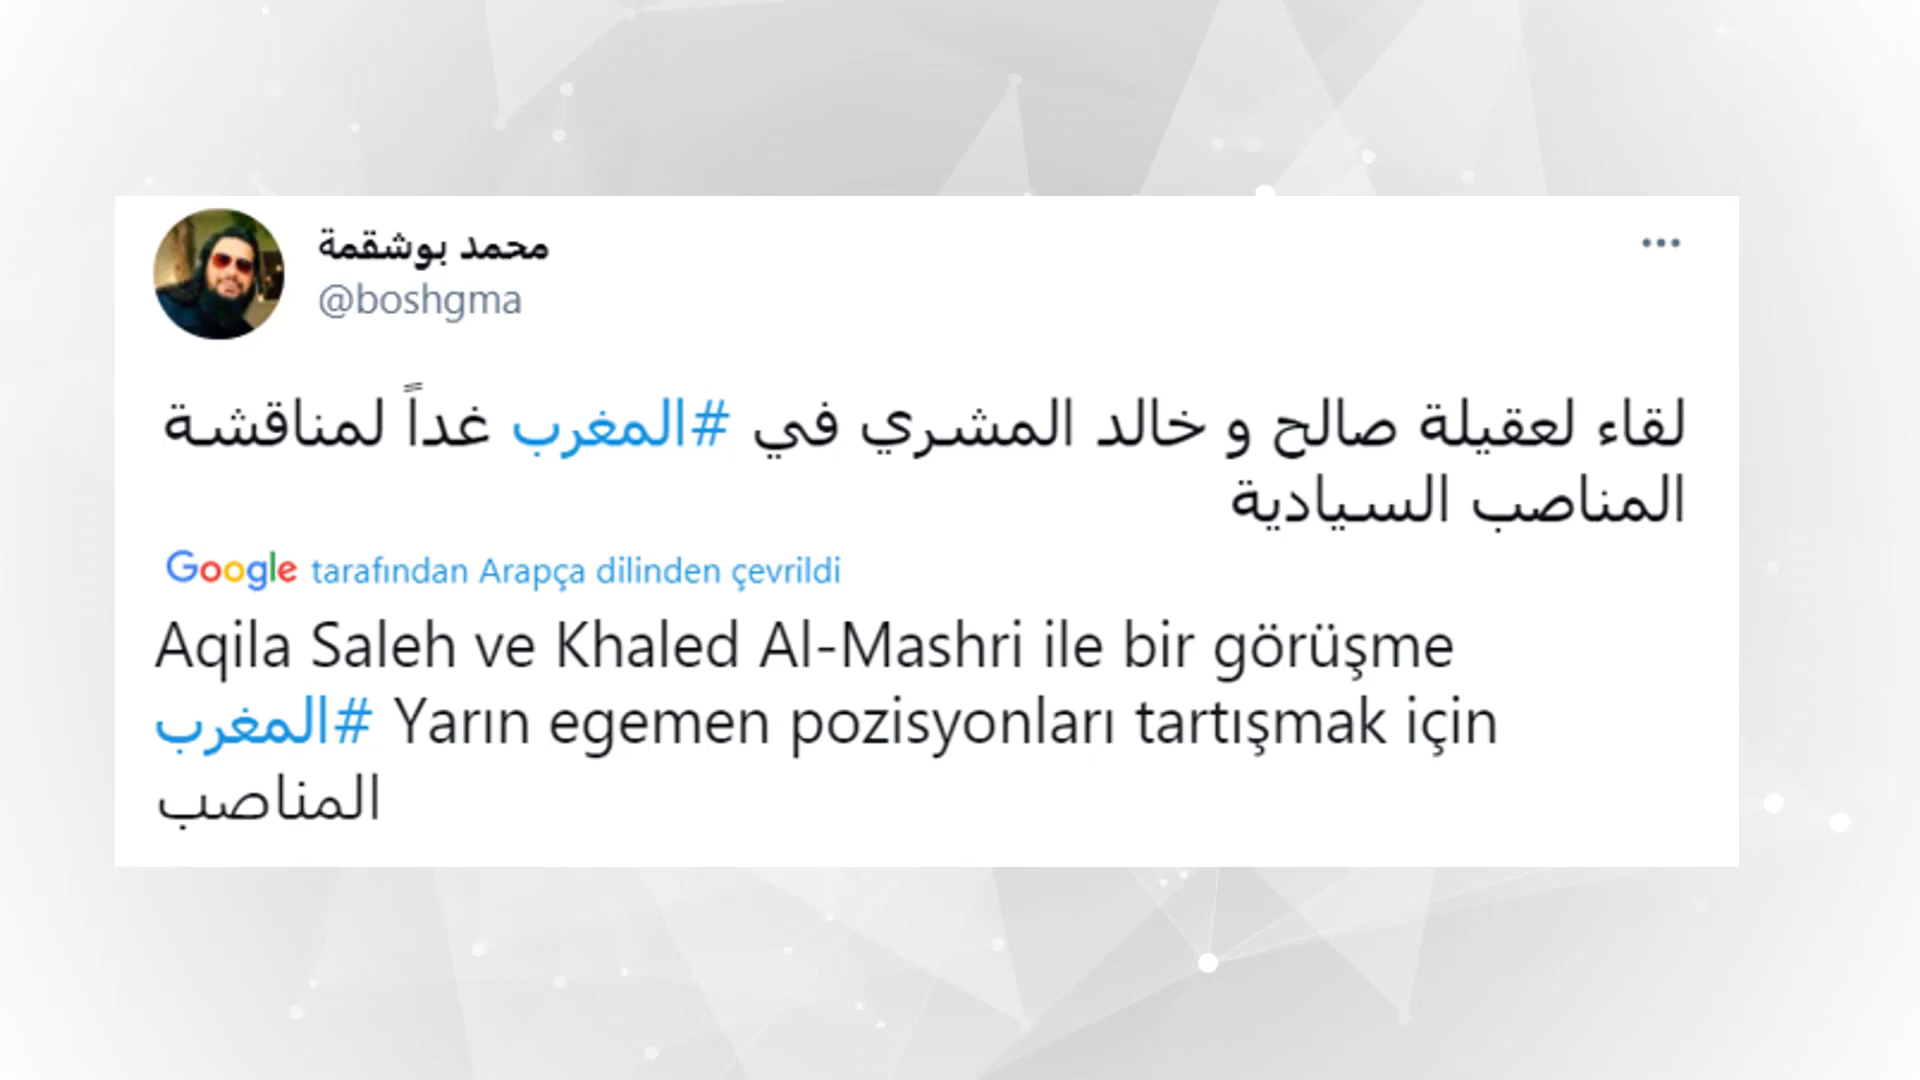 محمد بوشقمة
@boshgma
لقاء لعقيلة صالح و خالد المشري في #المغرب غداً لمناقشة
المناصب السيادية
Google tarafından Arapça dilinden çevrildi
Aqila Saleh ve Khaled Al-Mashri ile bir görüşme
#المغرب Yarın egemen pozisyonları tartışmak için
المناصب